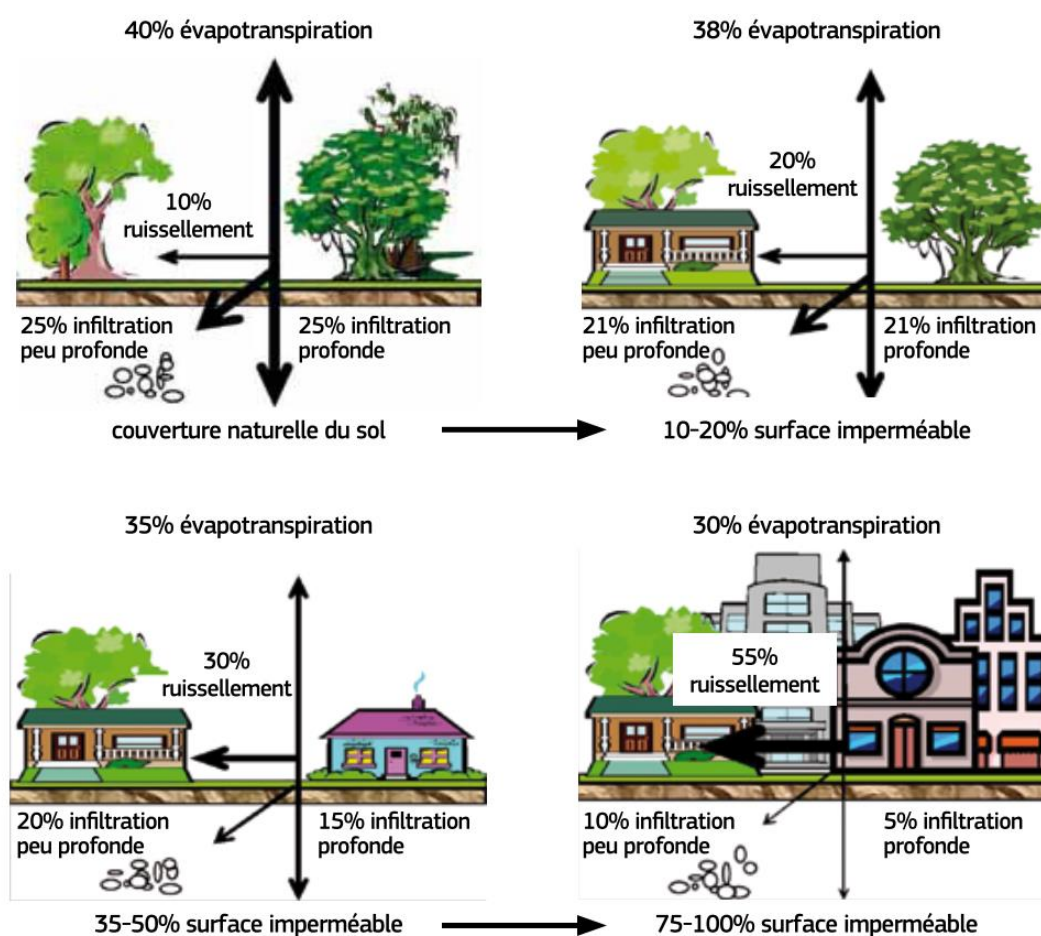 40% évapotranspiration
10%
ruissellement
25% infiltration
peu profonde
25% infiltration
profonde
couverture naturelle du sol
38% évapotranspiration
20%
ruissellement
21% infiltration
peu profonde
21% infiltration
profonde
10-20% surface imperméable
35% évapotranspiration
30%
ruissellement
20% infiltration
peu profonde
15% infiltration
profonde
35-50% surface imperméable
30% évapotranspiration
55%
ruissellement
10% infiltration
peu profonde
5% infiltration
profonde
75-100% surface imperméable